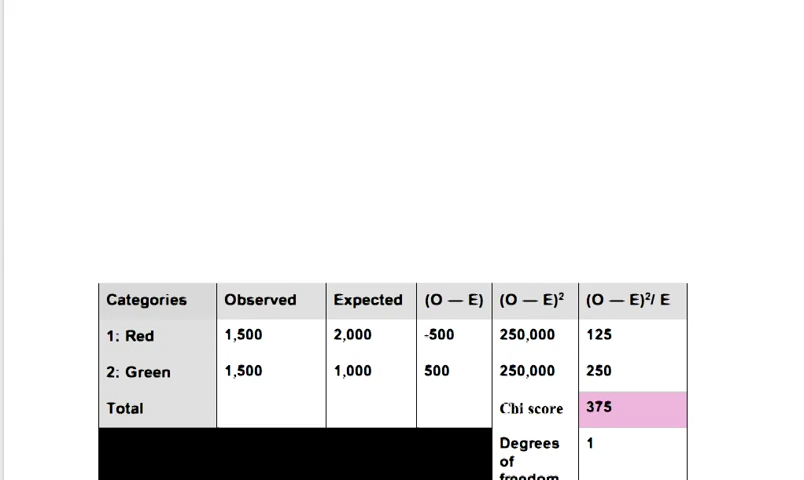 Categories Observed Expected (O — E) (O — E)² (O — E)²/ E
1: Red 1,500 2,000 -500 250,000 125
2: Green 1,500 1,000 500 250,000 250
Total Chi score 375
Degrees 1
of
freedom